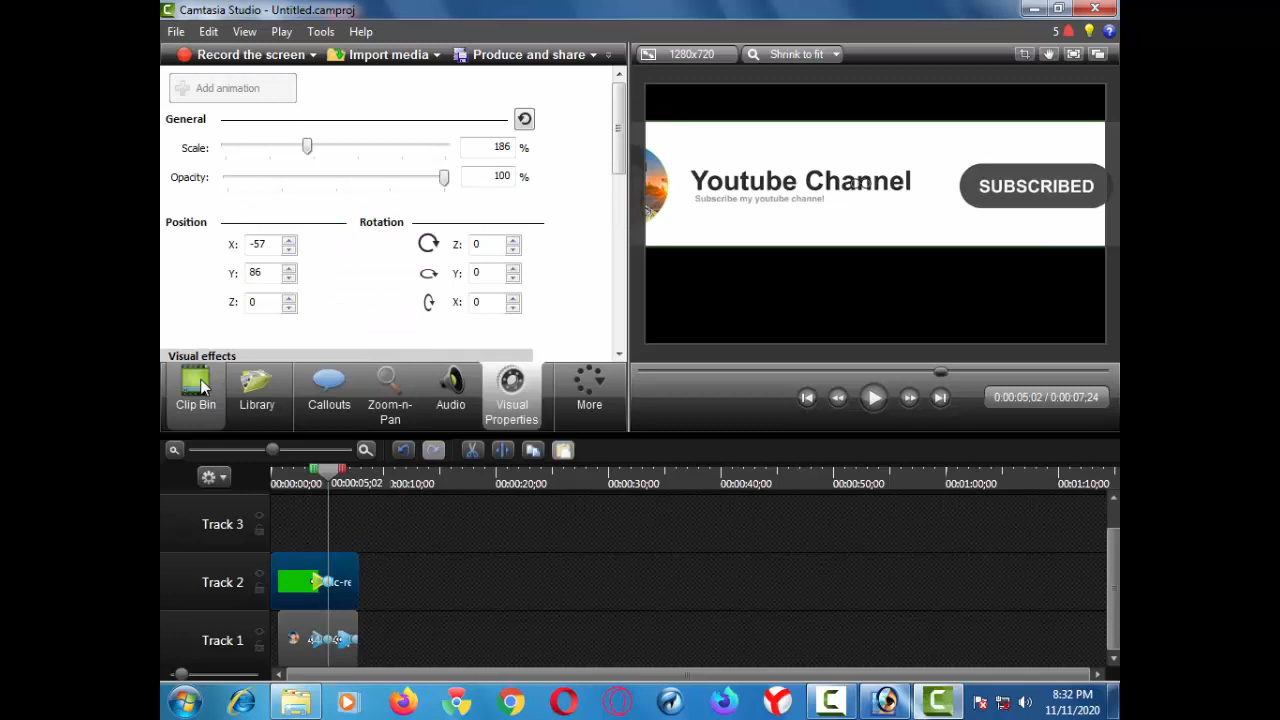 Camtasia Studio - Untitled.camproj
File Edit View Play Tools Help
5
Record the screen Import media Produce and share
1280x720 Shrink to fit
Add animation
General
Scale: 186 %
Opacity: 100 %
Position Rotation
X: -57 Z: 0
Y: 86 Y: 0
Z: 0 X: 0
Visual effects
Youtube Channel
Subscribe my youtube channel
SUBSCRIBED
Clip Bin
Library
Callouts
Zoom-n-
Pan
Audio
Visual
Properties
More
0:00:05;02 / 0:00:07;24
00:00:00;00 00:00:05;02 :00:10;00 00:00:20;00 00:00:30;00 00:00:40;00 00:00:50;00 00:01:00;00 00:01:10;00
Track 3
Track 2
Track 1
8:32 PM
11/11/2020